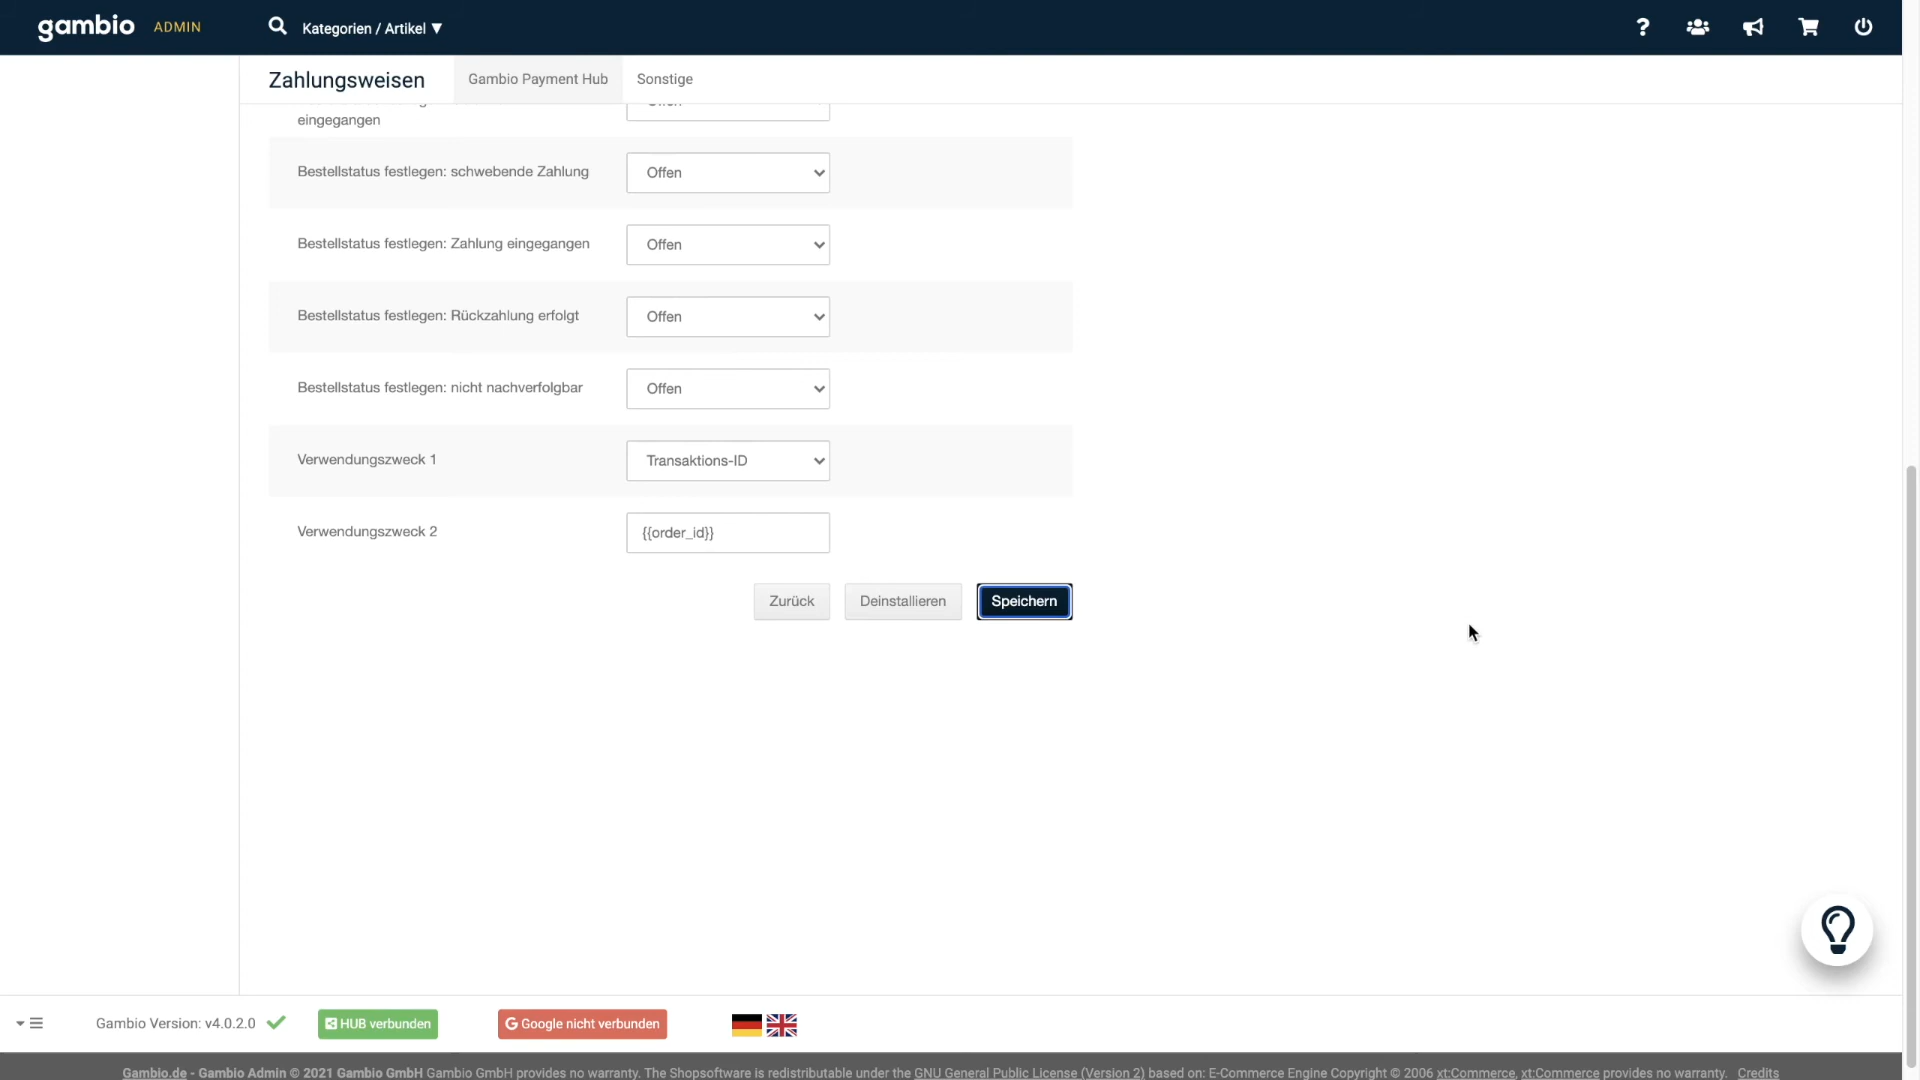 gambio ADMIN Kategorien / Artikel ▼
Zahlungsweisen Gambio Payment Hub Sonstige
eingegangen
Bestellstatus festlegen: schwebende Zahlung Offen
Bestellstatus festlegen: Zahlung eingegangen Offen
Bestellstatus festlegen: Rückzahlung erfolgt Offen
Bestellstatus festlegen: nicht nachverfolgbar Offen
Verwendungszweck 1 Transaktions-ID
Verwendungszweck 2 {{order_id}}
Zurück Deinstallieren Speichern
Gambio Version: v4.0.2.0 HUB verbunden Google nicht verbunden
Gambio.de - Gambio Admin © 2021 Gambio GmbH Gambio GmbH provides no warranty. The Shopsoftware is redistributable under the GNU General Public License (Version 2) based on: E-Commerce Engine Copyright © 2006 xt:Commerce, xt:Commerce provides no warranty. Credits